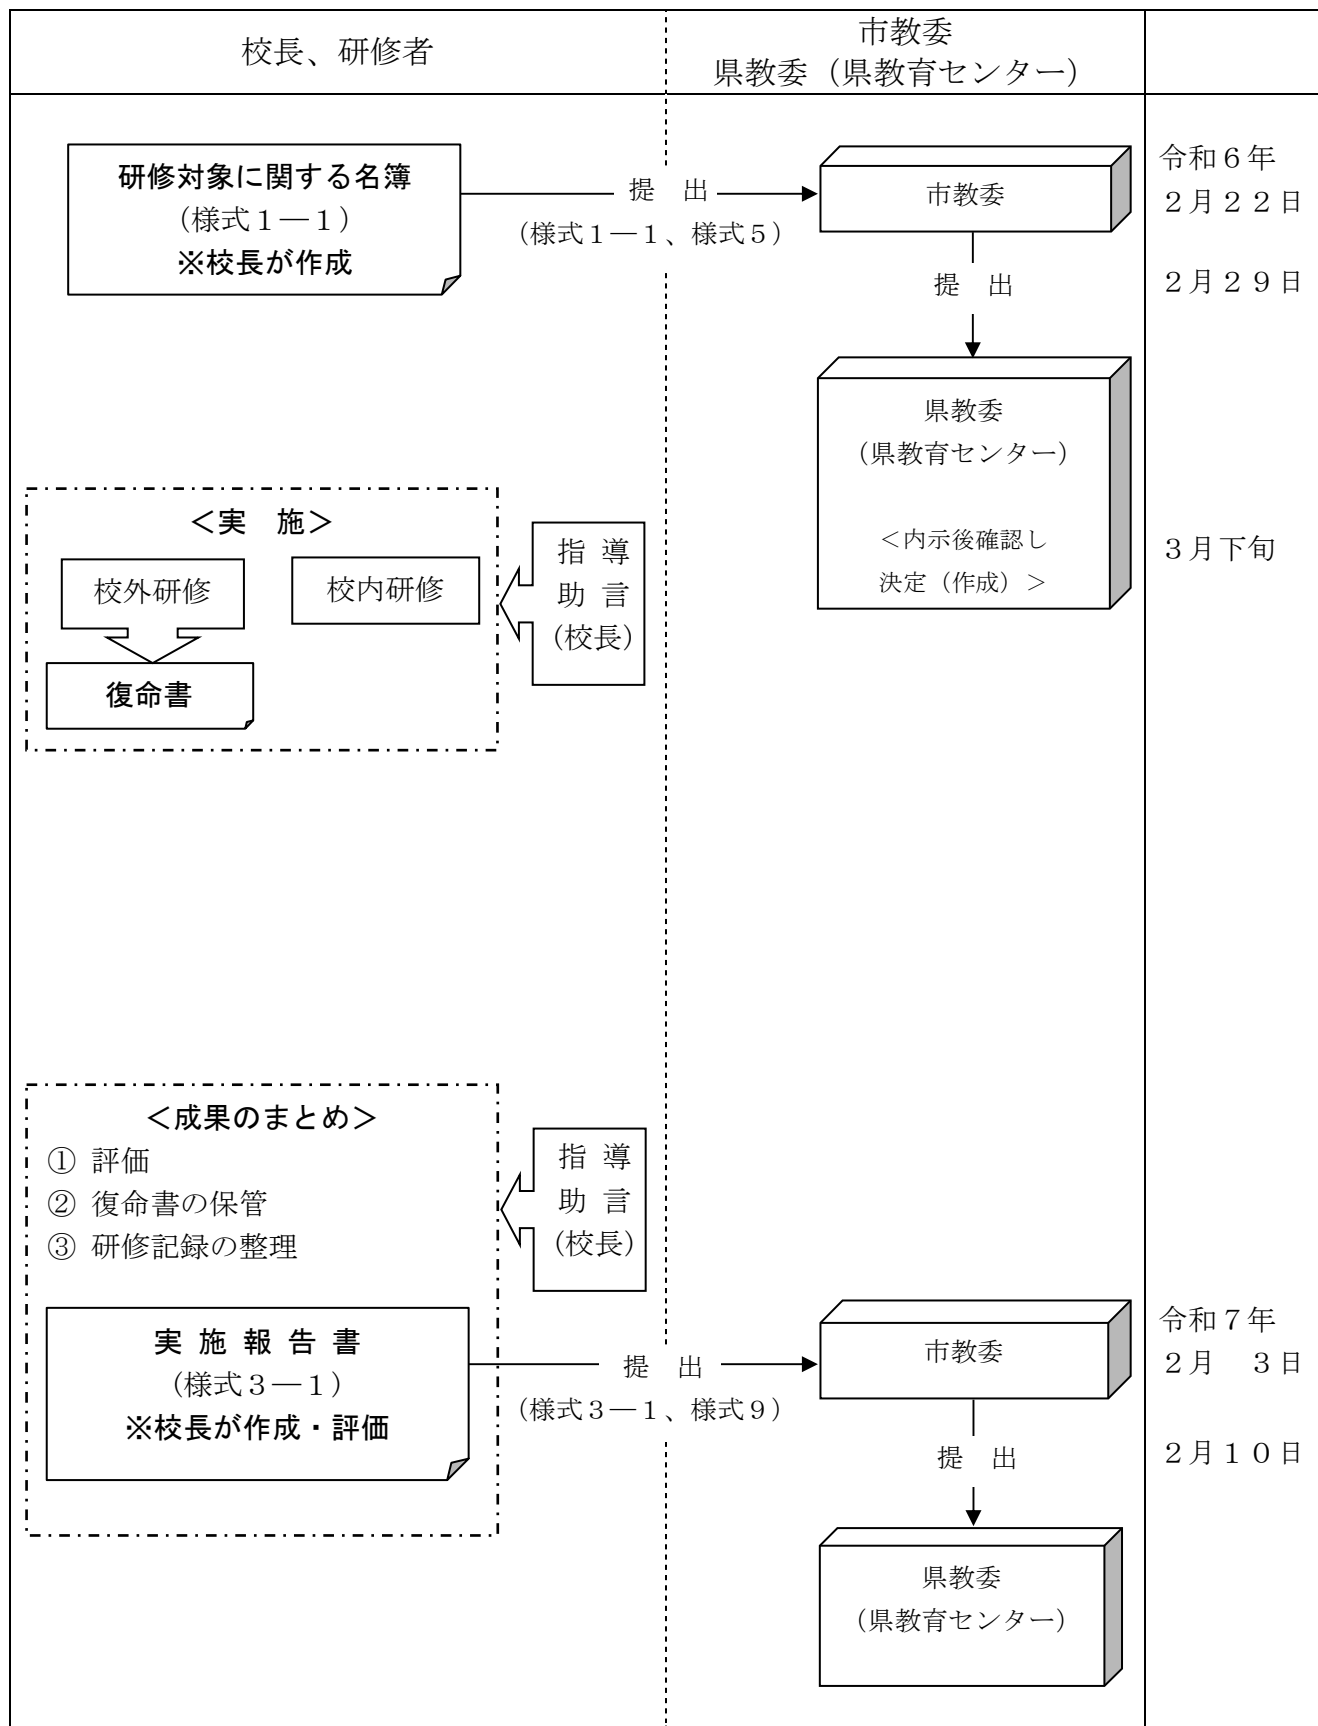 校長、研修者
市教委
県教委（県教育センター）
研修対象に関する名簿
（様式１―１）
※校長が作成
提　出
（様式１―１、様式５）
市教委
令和６年
２月２２日
提　出
２月２９日
県教委
（県教育センター）
＜内示後確認し
決定（作成）＞
３月下旬
＜実　施＞
校外研修
校内研修
復命書
指 導
助 言
（校長）
＜成果のまとめ＞
① 評価
② 復命書の保管
③ 研修記録の整理
指 導
助 言
（校長）
実 施 報 告 書
（様式３―１）
※校長が作成・評価
提　出
（様式３―１、様式９）
市教委
令和７年
２月　３日
提　出
２月１０日
県教委
（県教育センター）